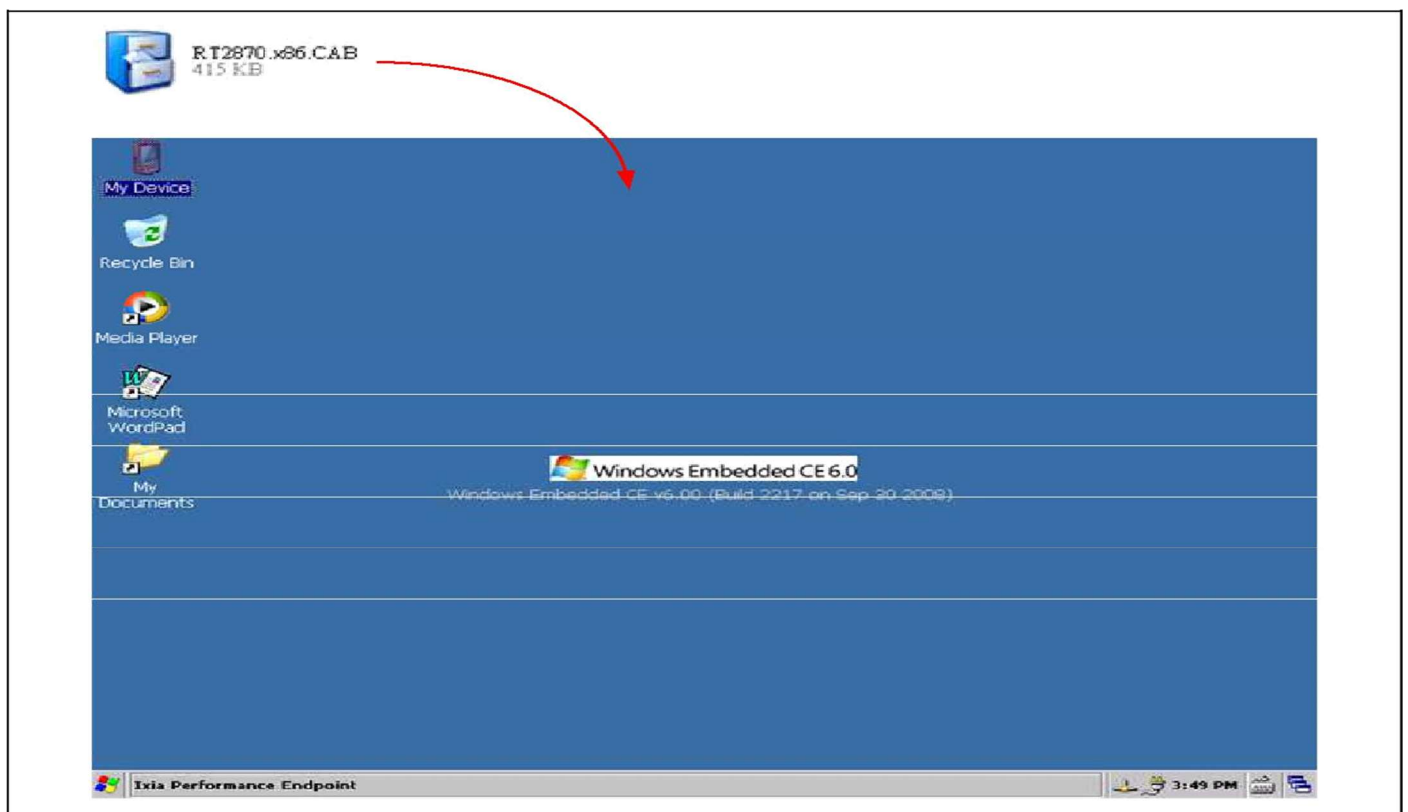 RT2870.x86.CAB
415 KB
My Device
Recycle Bin
Media Player
Microsoft
WordPad
My
Documents
Windows Embedded CE 6.0
Windows Embedded CE v6.00 (Build 2217 on Sep 30 2008)
Ixia Performance Endpoint
3:49 PM